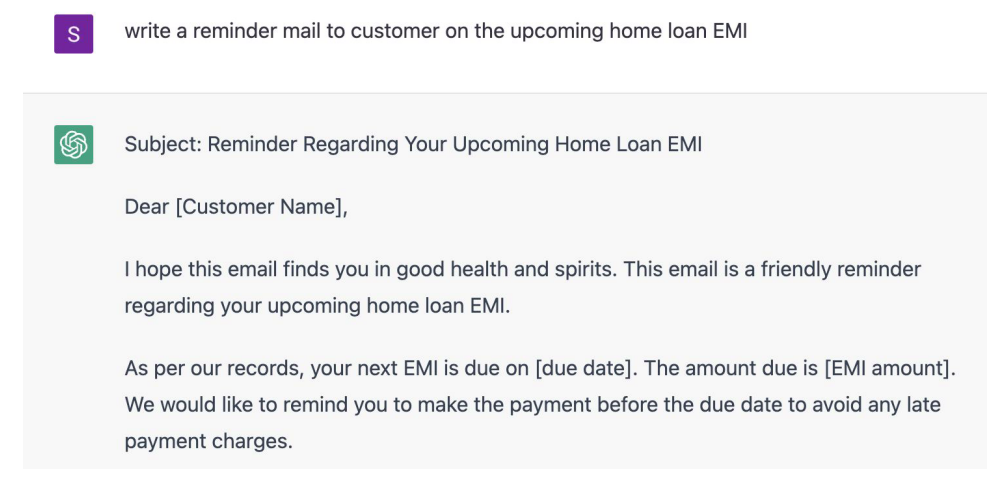 S
write a reminder mail to customer on the upcoming home loan EMI
Subject: Reminder Regarding Your Upcoming Home Loan EMI
Dear [Customer Name],
I hope this email finds you in good health and spirits. This email is a friendly reminder
regarding your upcoming home loan EMI.
As per our records, your next EMI is due on [due date]. The amount due is [EMI amount].
We would like to remind you to make the payment before the due date to avoid any late
payment charges.